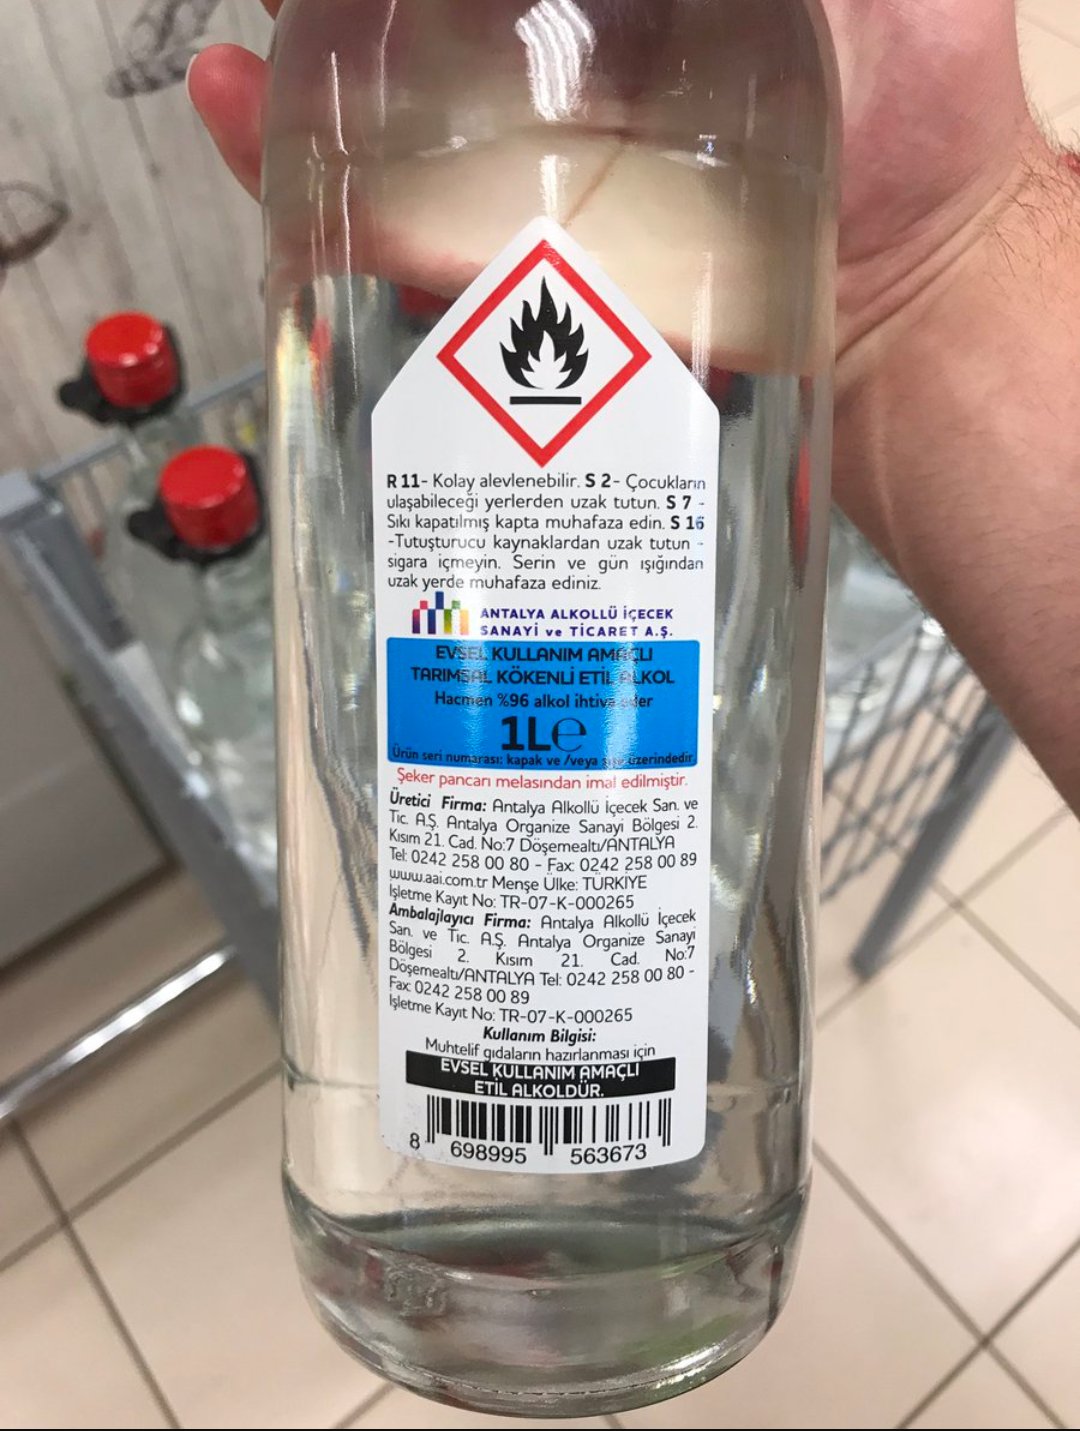 R 11- Kolay alevlenebilir. S 2- Çocukların
ulaşabileceği yerlerden uzak tutun. S 7 -
Sıkı kapatılmış kapta muhafaza edin. S 16
-Tutuşturucu kaynaklardan uzak tutun -
sigara içmeyin. Serin ve gün ışığından
uzak yerde muhafaza ediniz.
ANTALYA ALKOLLÜ İÇECEK
SANAYİ ve TİCARET A.Ş.
EVSEL KULLANIM AMAÇLI
TARIMSAL KÖKENLİ ETİL ALKOL
Hacmen %96 alkol ihtiva eder
1L℮
Ürün seri numarası: kapak ve /veya şişe üzerindedir.
Şeker pancarı melasından imal edilmiştir.
Üretici Firma: Antalya Alkollü İçecek San. ve
Tic. A.Ş. Antalya Organize Sanayi Bölgesi 2.
Kısım 21. Cad. No:7 Döşemealtı/ANTALYA
Tel: 0242 258 00 80 - Fax: 0242 258 00 89
www.aai.com.tr Menşe Ülke: TÜRKİYE
İşletme Kayıt No: TR-07-K-000265
Ambalajlayıcı Firma: Antalya Alkollü İçecek
San. ve Tic. A.Ş. Antalya Organize Sanayi
Bölgesi 2. Kısım 21. Cad. No:7
Döşemealtı/ANTALYA Tel: 0242 258 00 80 -
Fax: 0242 258 00 89
İşletme Kayıt No: TR-07-K-000265
Kullanım Bilgisi:
Muhtelif gıdaların hazırlanması için
EVSEL KULLANIM AMAÇLI
ETİL ALKOLDÜR.
8 698995 563673